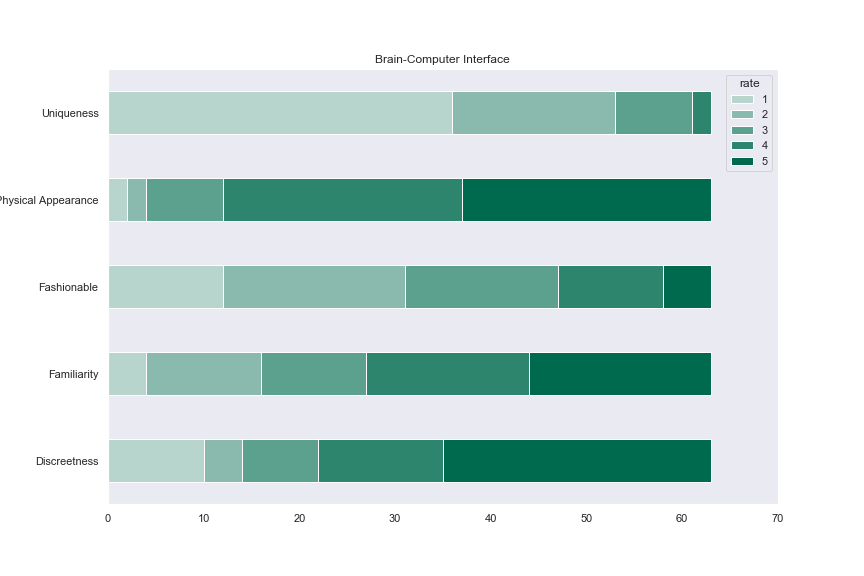 Brain-Computer Interface
rate
1
2
3
4
5
Uniqueness
Physical Appearance
Fashionable
Familiarity
Discreetness
0 10 20 30 40 50 60 70